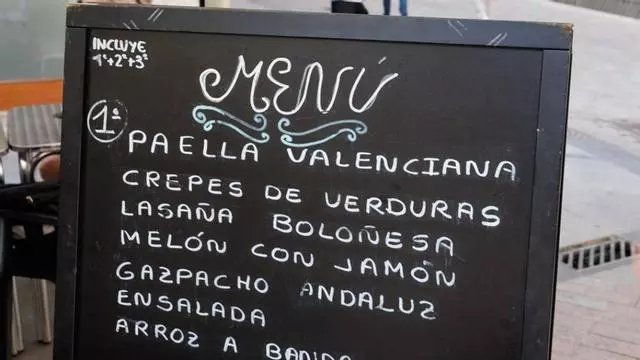 INCLUYE
1º+2º+3º
MENÚ
1º
PAELLA VALENCIANA
CREPES DE VERDURAS
LASAÑA BOLOÑESA
MELÓN CON JAMÓN
GAZPACHO ANDALUZ
ENSALADA
ARROZ A BANDA